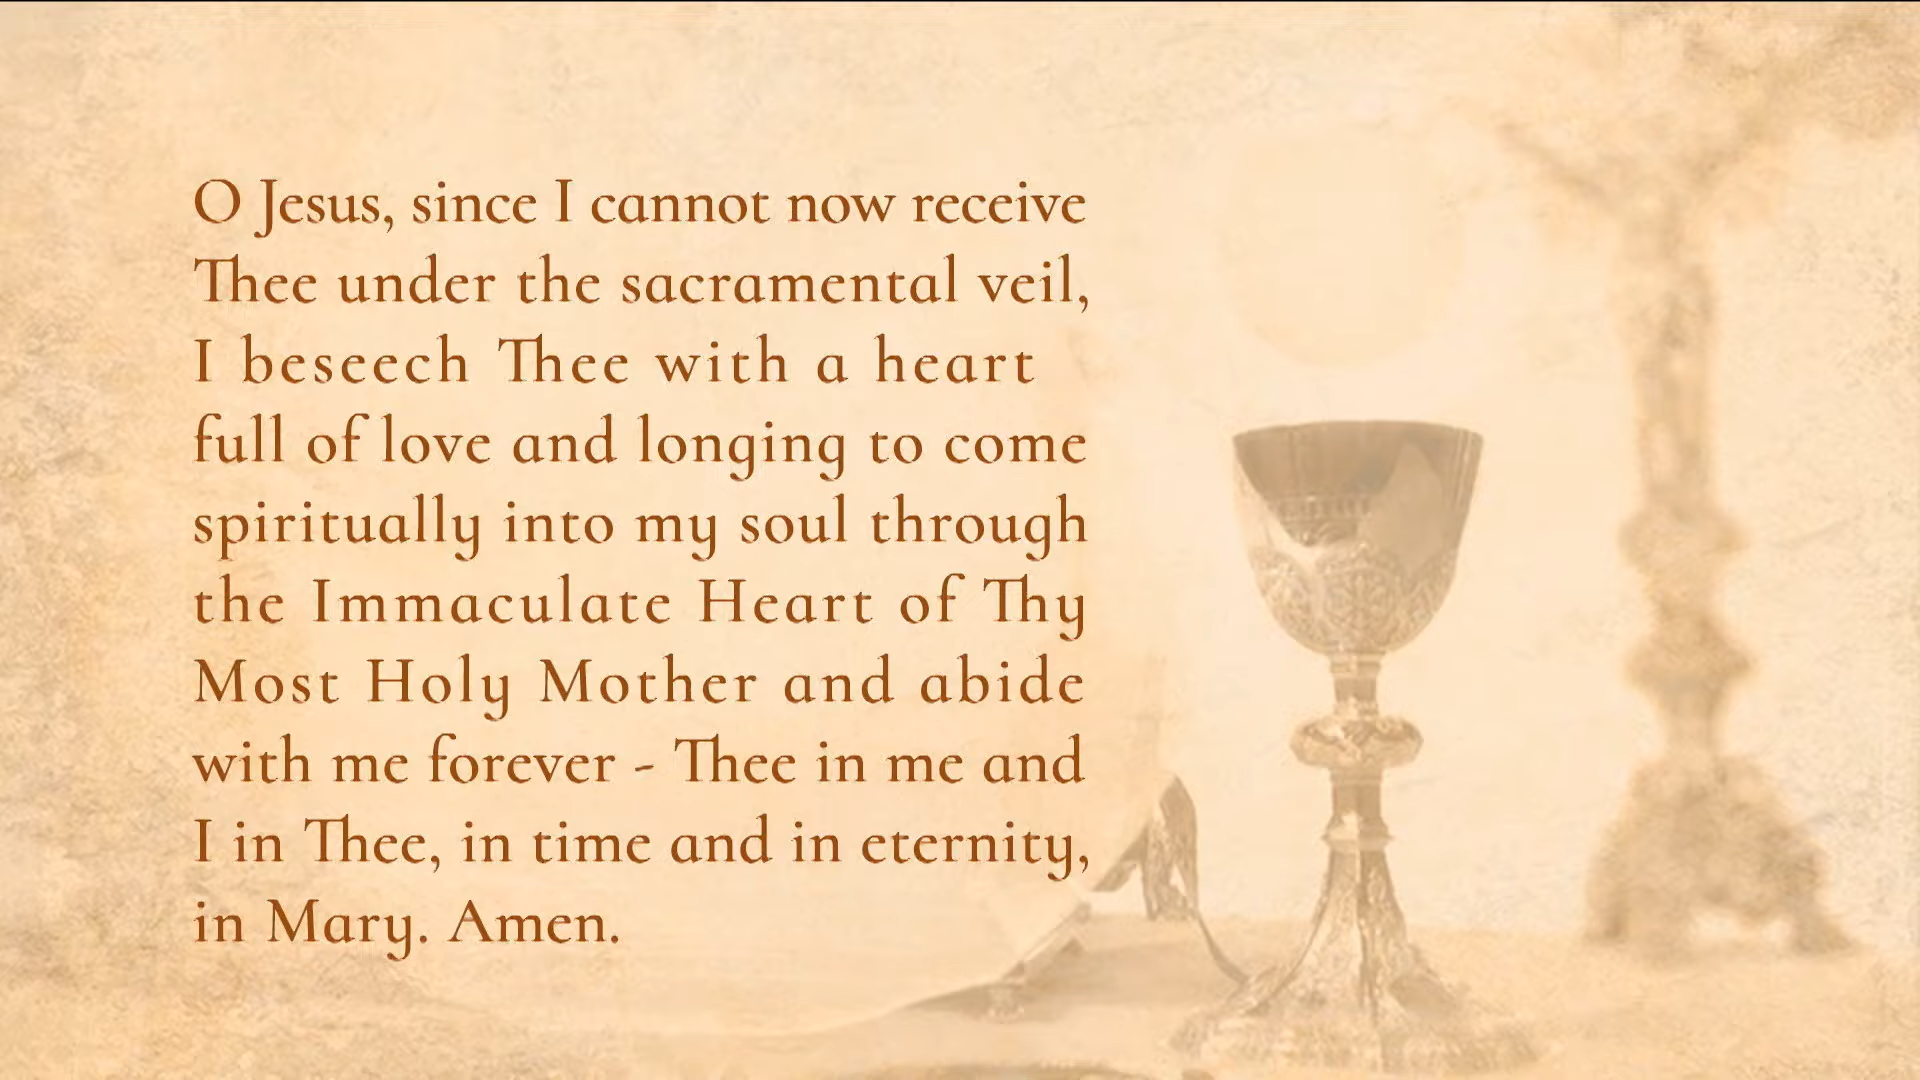 O Jesus, since I cannot now receive
Thee under the sacramental veil,
I beseech Thee with a heart
full of love and longing to come
spiritually into my soul through
the Immaculate Heart of Thy
Most Holy Mother and abide
with me forever - Thee in me and
I in Thee, in time and in eternity,
in Mary. Amen.